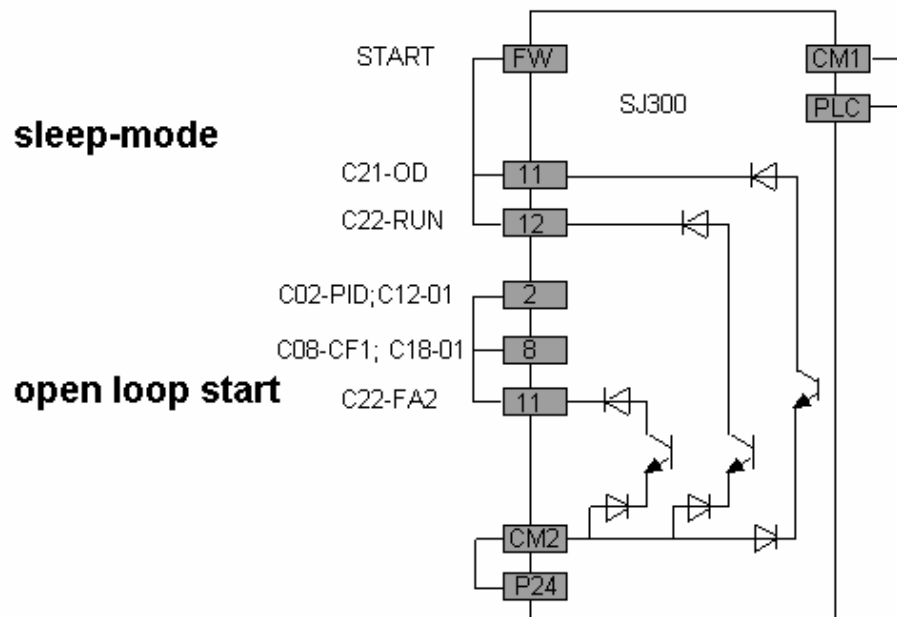 START FW CM1
SJ300 PLC
sleep-mode
C21-OD 11
C22-RUN 12
C02-PID;C12-01 2
C08-CF1; C18-01 8
open loop start C22-FA2 11
CM2
P24